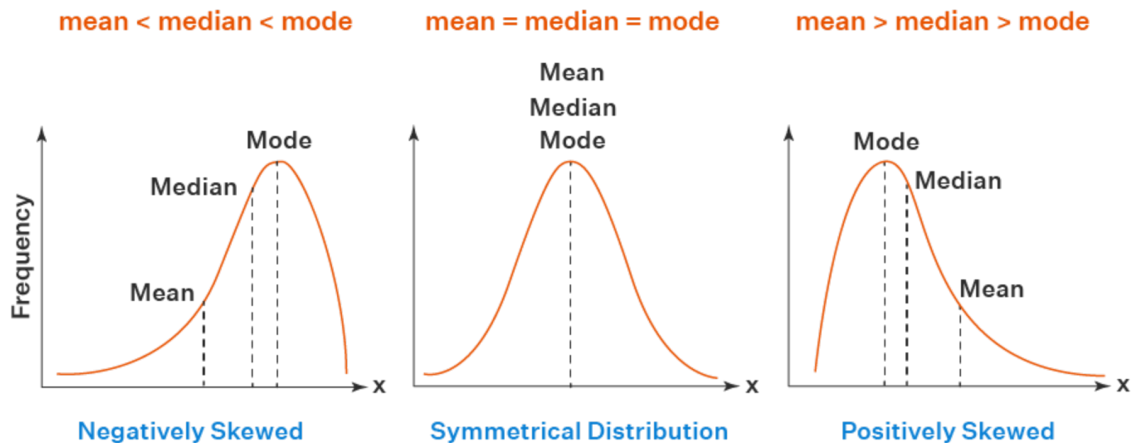 mean < median < mode
Mode
Median
Mean
Frequency
x
Negatively Skewed
mean = median = mode
Mean
Median
Mode
x
Symmetrical Distribution
mean > median > mode
Mode
Median
Mean
x
Positively Skewed